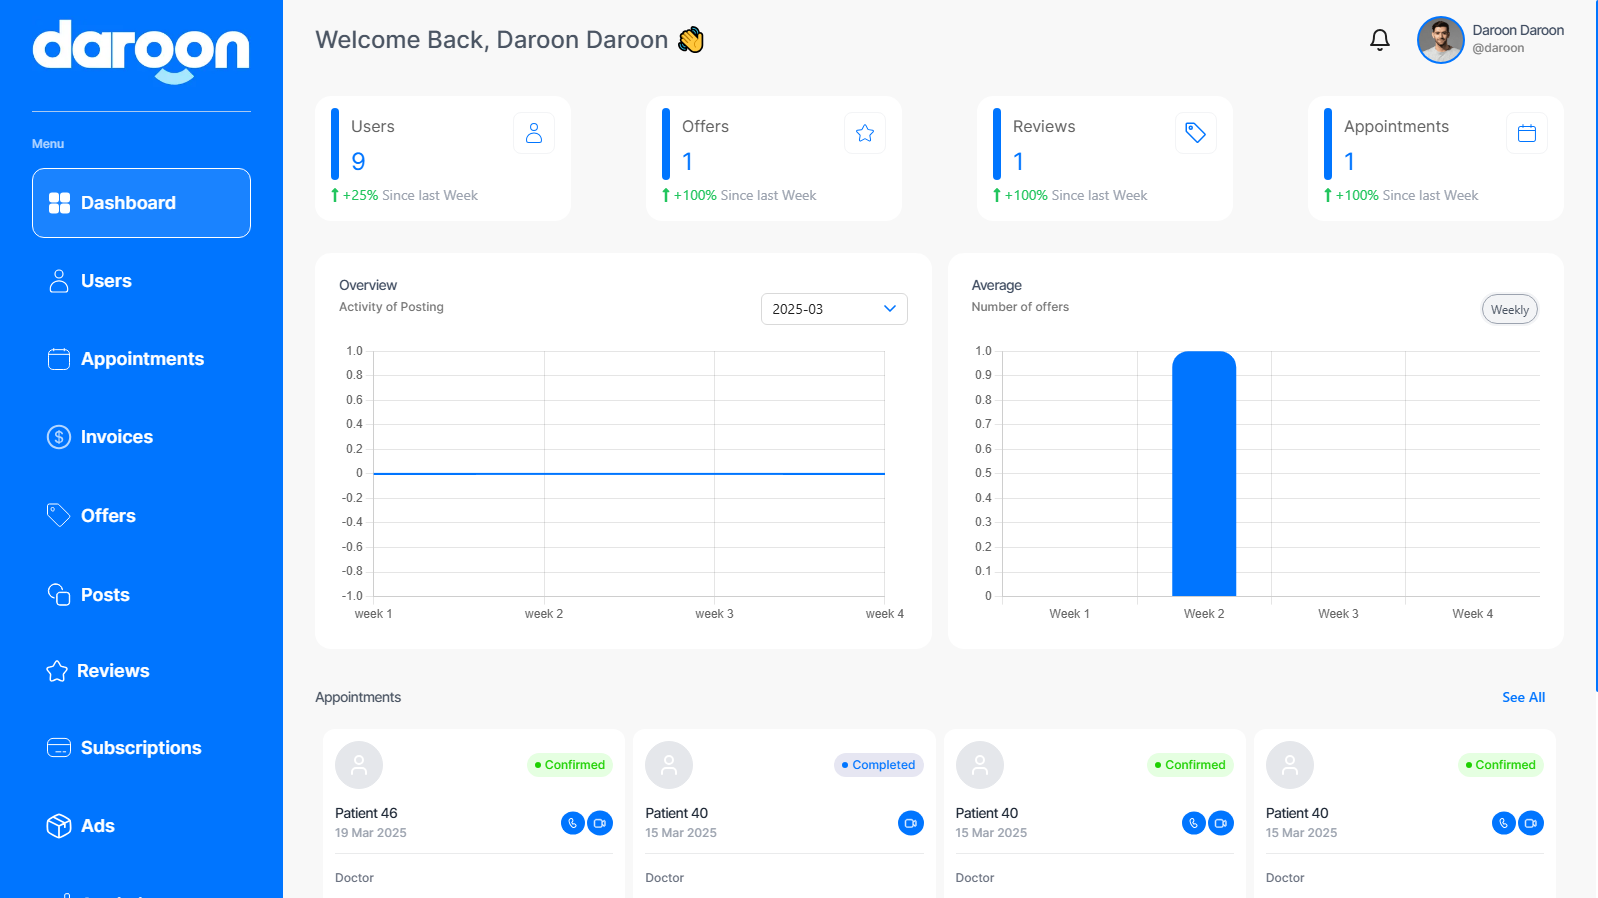 daroon
Menu
Dashboard
Users
Appointments
Invoices
Offers
Posts
Reviews
Subscriptions
Ads
Welcome Back, Daroon Daroon 👋
Daroon Daroon
@daroon
Users
9
+25% Since last Week
Offers
1
+100% Since last Week
Reviews
1
+100% Since last Week
Appointments
1
+100% Since last Week
Overview
Activity of Posting
2025-03
1.0
0.8
0.6
0.4
0.2
0
-0.2
-0.4
-0.6
-0.8
-1.0
week 1 week 2 week 3 week 4
Average
Number of offers
Weekly
1.0
0.9
0.8
0.7
0.6
0.5
0.4
0.3
0.2
0.1
0
Week 1 Week 2 Week 3 Week 4
Appointments
See All
Confirmed
Patient 46
19 Mar 2025
Doctor
Completed
Patient 40
15 Mar 2025
Doctor
Confirmed
Patient 40
15 Mar 2025
Doctor
Confirmed
Patient 40
15 Mar 2025
Doctor